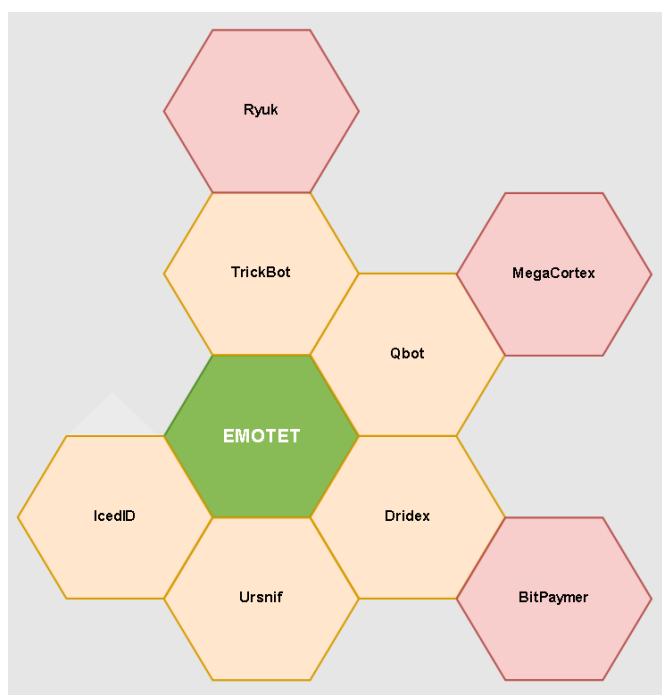 Ryuk
TrickBot
MegaCortex
Qbot
EMOTET
IcedID
Dridex
Ursnif
BitPaymer